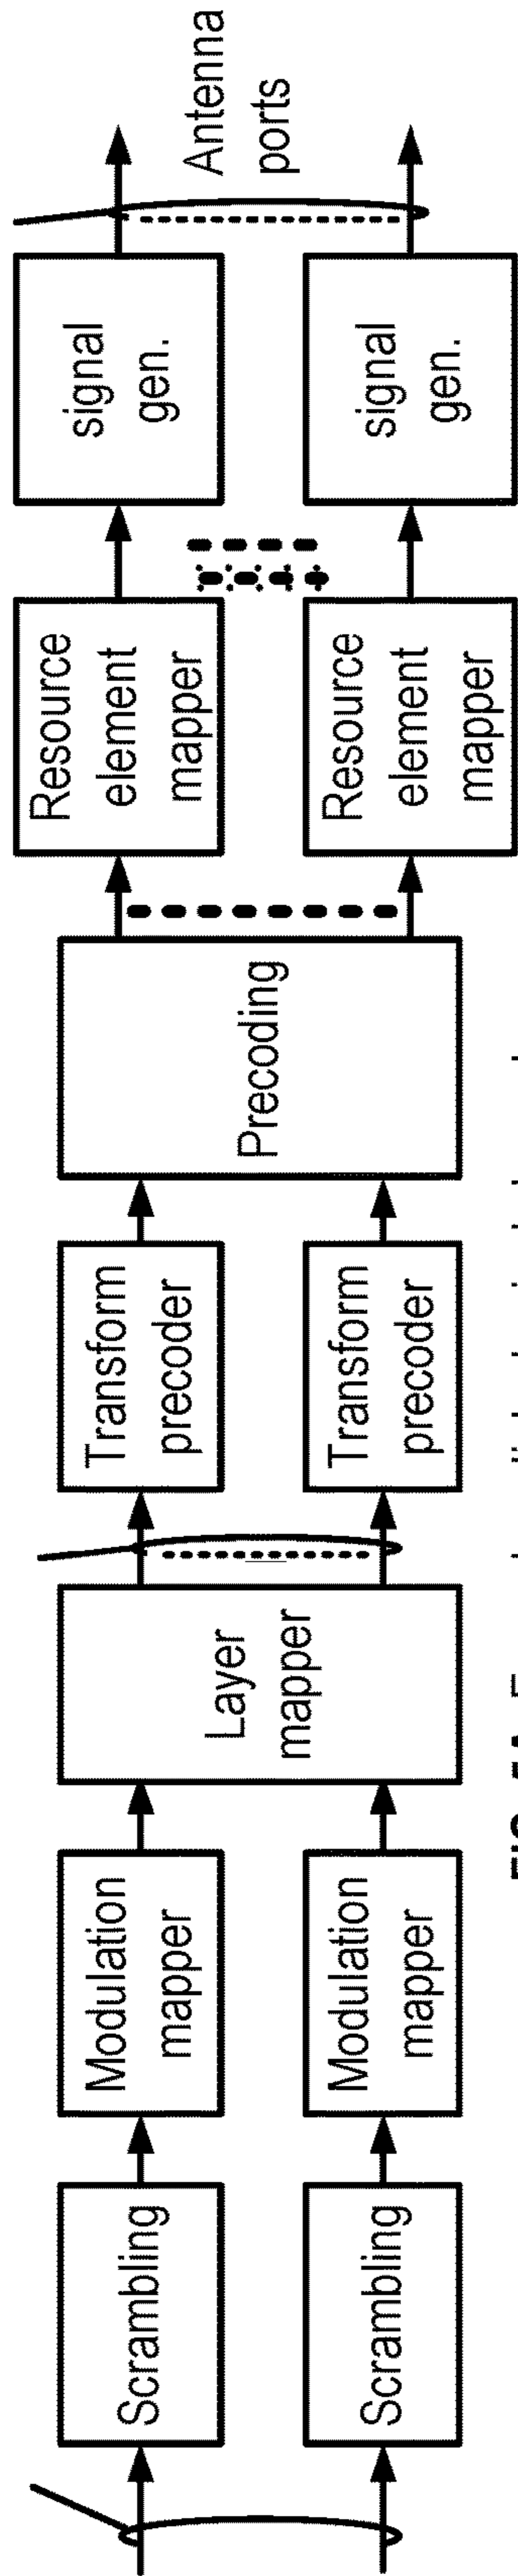 Scrambling
Scrambling
Modulation
mapper
Modulation
mapper
Layer
mapper
Transform
precoder
Transform
precoder
Precoding
Resource
element
mapper
Resource
element
mapper
signal
gen.
signal
gen.
Antenna
ports